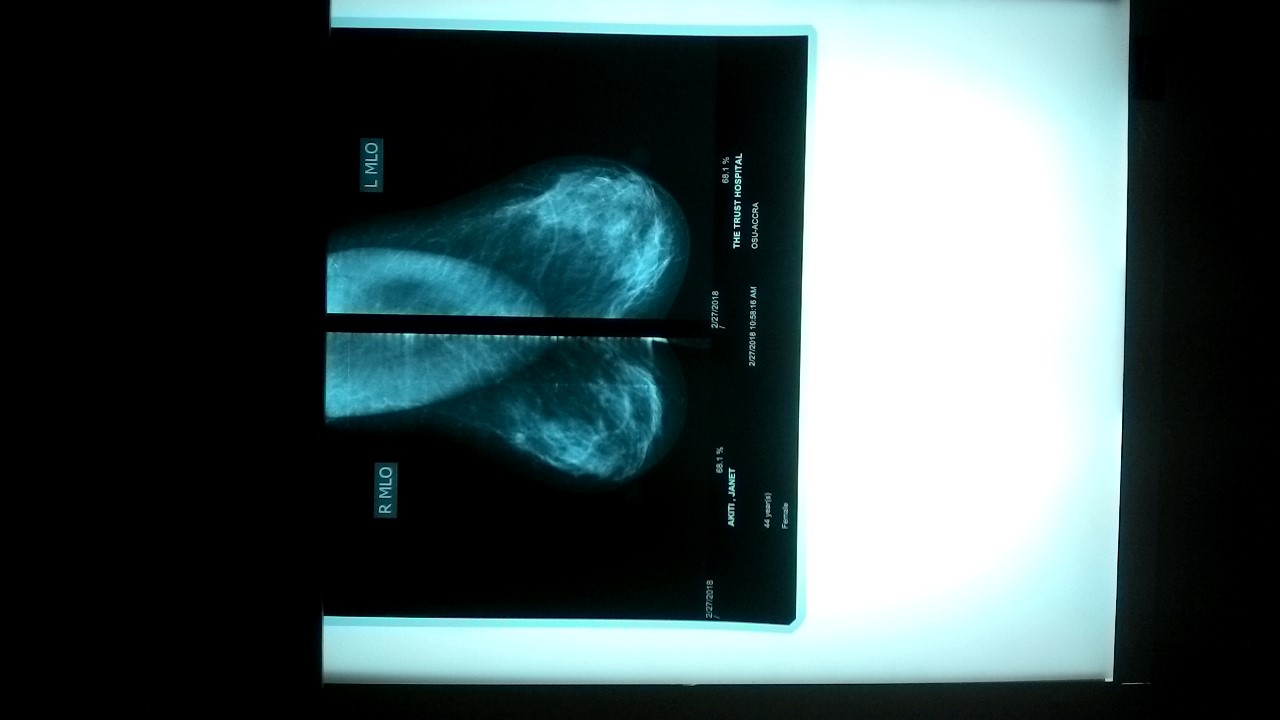 L MLO
68.1 %
THE TRUST HOSPITAL
OSU-ACCRA
2/27/2018
/
2/27/2018 10:58:16 AM
R MLO
68.1 %
AKITI , JANET
44 year(s)
Female
2/27/2018
/